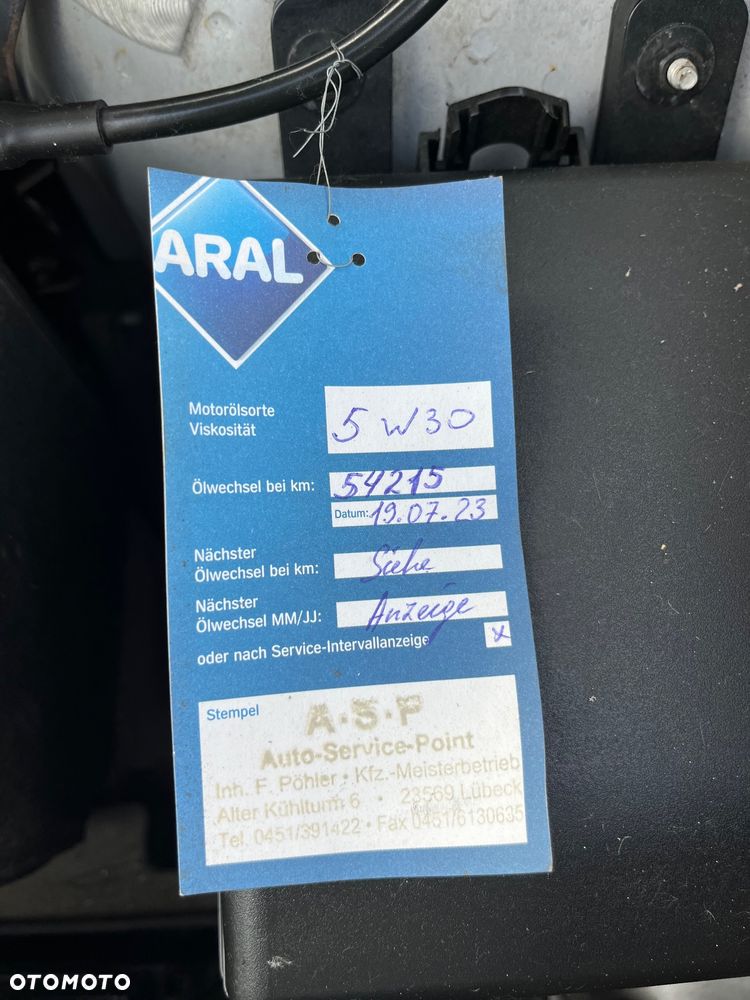 ARAL
Motorölsorte
Viskosität
5 W 30
Ölwechsel bei km:
54215
Datum: 19.07.23
Nächster
Ölwechsel bei km:
Siehe
Nächster
Ölwechsel MM/JJ:
Anzeige
oder nach Service-Intervallanzeige
x
Stempel
A·S·P
Auto-Service-Point
Inh. F. Pöhler • Kfz.-Meisterbetrieb
Alter Kühlturm 6 • 23569 Lübeck
Tel. 0451/391422 • Fax 0451/6130635
OTOMOTO